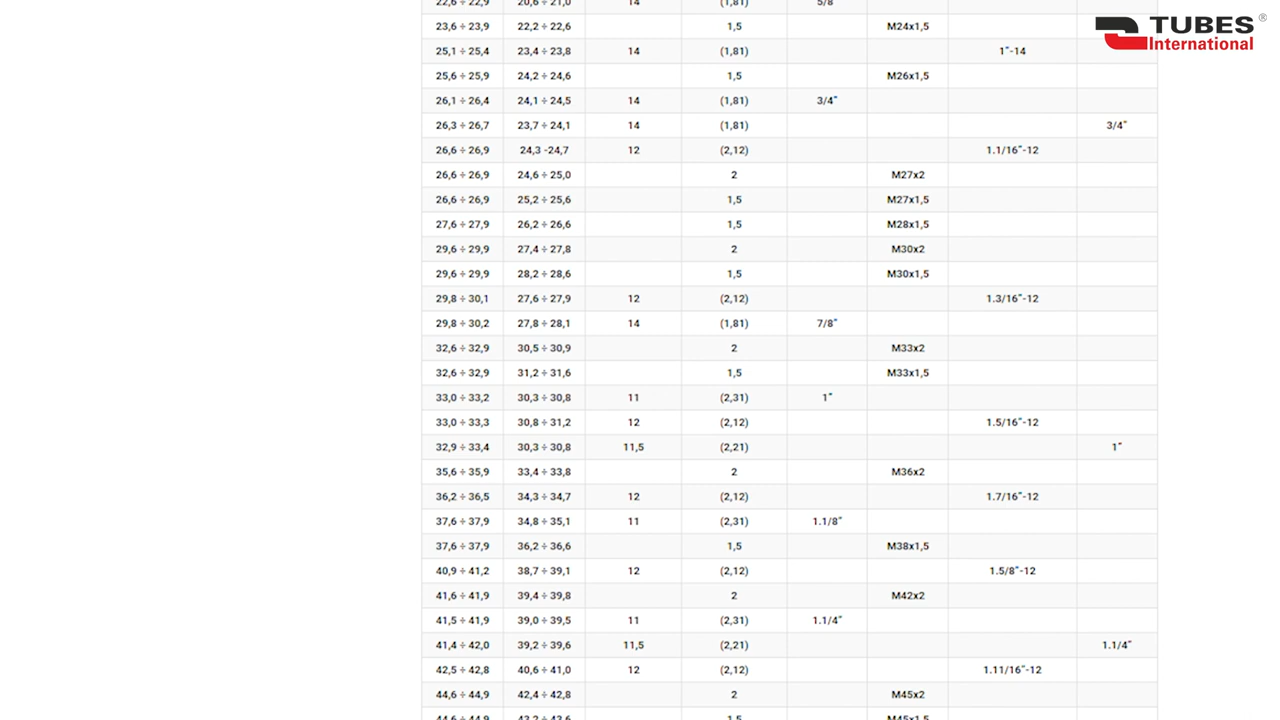 22,6 ÷ 22,9 20,6 ÷ 21,0 14 (1,81) 5/8"
23,6 ÷ 23,9 22,2 ÷ 22,6 1,5 M24x1,5
25,1 ÷ 25,4 23,4 ÷ 23,8 14 (1,81) 1"-14
25,6 ÷ 25,9 24,2 ÷ 24,6 1,5 M26x1,5
26,1 ÷ 26,4 24,1 ÷ 24,5 14 (1,81) 3/4"
26,3 ÷ 26,7 23,7 ÷ 24,1 14 (1,81) 3/4"
26,6 ÷ 26,9 24,3 -24,7 12 (2,12) 1.1/16"-12
26,6 ÷ 26,9 24,6 ÷ 25,0 2 M27x2
26,6 ÷ 26,9 25,2 ÷ 25,6 1,5 M27x1,5
27,6 ÷ 27,9 26,2 ÷ 26,6 1,5 M28x1,5
29,6 ÷ 29,9 27,4 ÷ 27,8 2 M30x2
29,6 ÷ 29,9 28,2 ÷ 28,6 1,5 M30x1,5
29,8 ÷ 30,1 27,6 ÷ 27,9 12 (2,12) 1.3/16"-12
29,8 ÷ 30,2 27,8 ÷ 28,1 14 (1,81) 7/8"
32,6 ÷ 32,9 30,5 ÷ 30,9 2 M33x2
32,6 ÷ 32,9 31,2 ÷ 31,6 1,5 M33x1,5
33,0 ÷ 33,2 30,3 ÷ 30,8 11 (2,31) 1"
33,0 ÷ 33,3 30,8 ÷ 31,2 12 (2,12) 1.5/16"-12
32,9 ÷ 33,4 30,3 ÷ 30,8 11,5 (2,21) 1"
35,6 ÷ 35,9 33,4 ÷ 33,8 2 M36x2
36,2 ÷ 36,5 34,3 ÷ 34,7 12 (2,12) 1.7/16"-12
37,6 ÷ 37,9 34,8 ÷ 35,1 11 (2,31) 1.1/8"
37,6 ÷ 37,9 36,2 ÷ 36,6 1,5 M38x1,5
40,9 ÷ 41,2 38,7 ÷ 39,1 12 (2,12) 1.5/8"-12
41,6 ÷ 41,9 39,4 ÷ 39,8 2 M42x2
41,5 ÷ 41,9 39,0 ÷ 39,5 11 (2,31) 1.1/4"
41,4 ÷ 42,0 39,2 ÷ 39,6 11,5 (2,21) 1.1/4"
42,5 ÷ 42,8 40,6 ÷ 41,0 12 (2,12) 1.11/16"-12
44,6 ÷ 44,9 42,4 ÷ 42,8 2 M45x2
44,6 ÷ 44,9 43,2 ÷ 43,6 1,5 M45x1,5
TUBES®
International